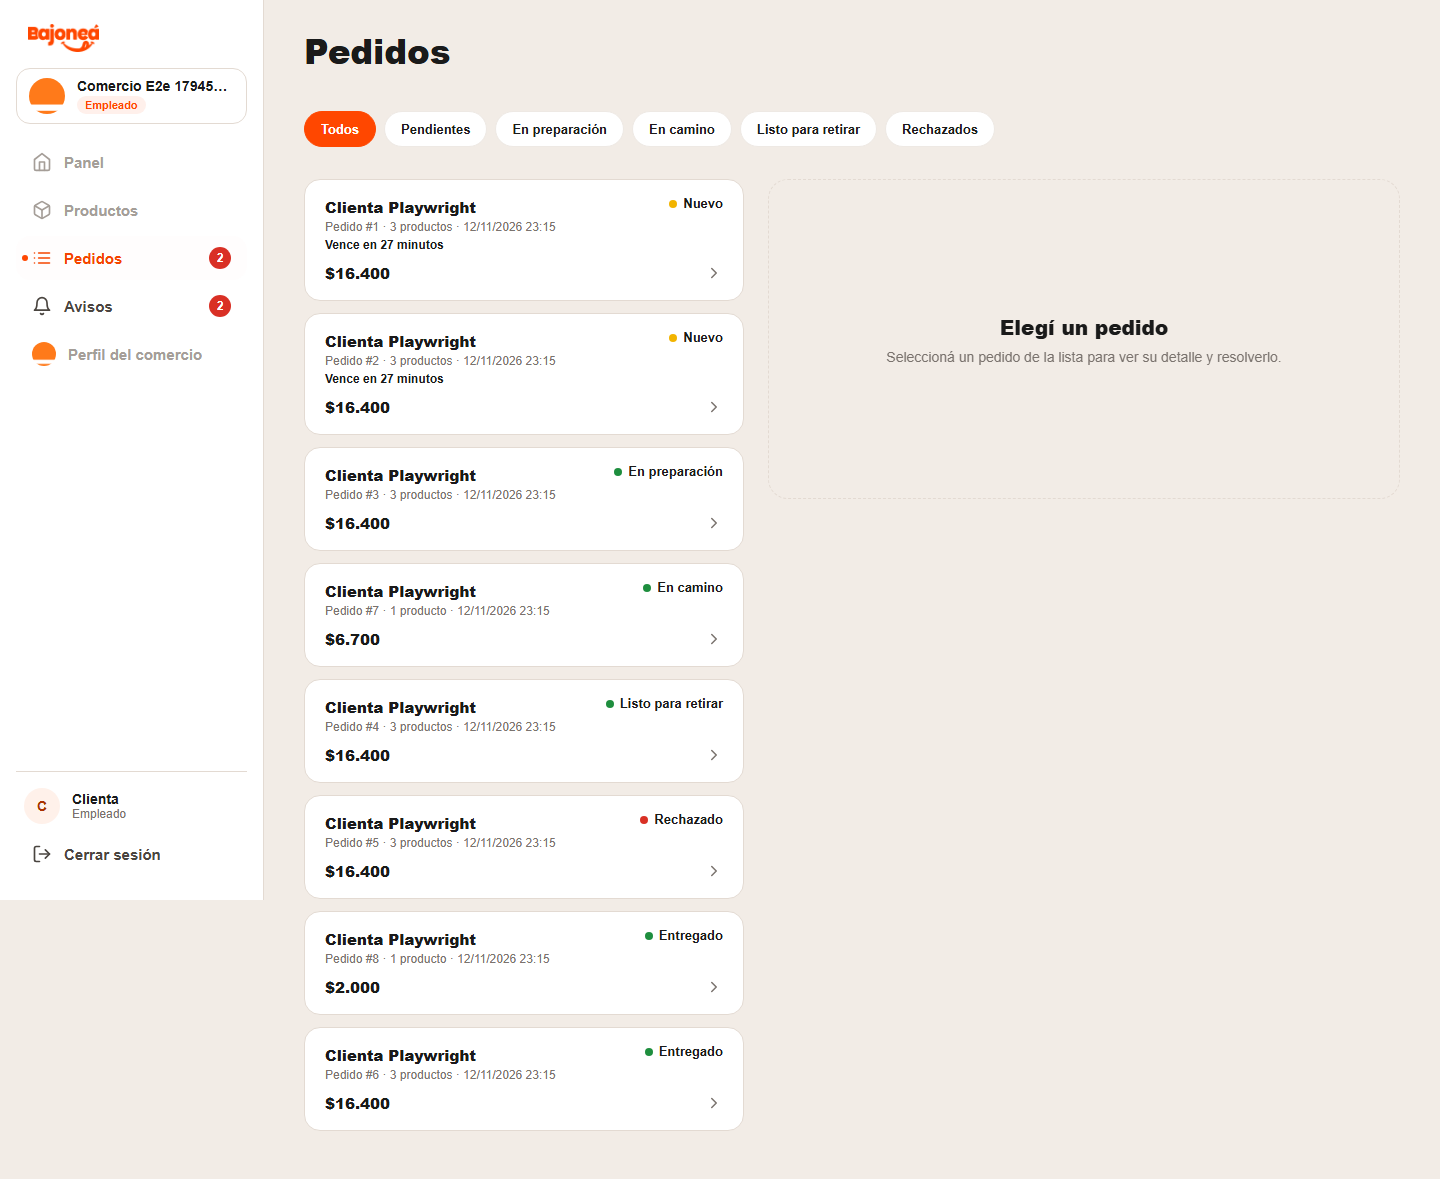 Bajoneá
Comercio E2e 17945...
Empleado
Panel
Productos
Pedidos 2
Avisos 2
Perfil del comercio
Clienta
C
Empleado
Cerrar sesión
Pedidos
Todos Pendientes En preparación En camino Listo para retirar Rechazados
Clienta Playwright Nuevo
Pedido #1 · 3 productos · 12/11/2026 23:15
Vence en 27 minutos
$16.400
Clienta Playwright Nuevo
Pedido #2 · 3 productos · 12/11/2026 23:15
Vence en 27 minutos
$16.400
Clienta Playwright En preparación
Pedido #3 · 3 productos · 12/11/2026 23:15
$16.400
Clienta Playwright En camino
Pedido #7 · 1 producto · 12/11/2026 23:15
$6.700
Clienta Playwright Listo para retirar
Pedido #4 · 3 productos · 12/11/2026 23:15
$16.400
Clienta Playwright Rechazado
Pedido #5 · 3 productos · 12/11/2026 23:15
$16.400
Clienta Playwright Entregado
Pedido #8 · 1 producto · 12/11/2026 23:15
$2.000
Clienta Playwright Entregado
Pedido #6 · 3 productos · 12/11/2026 23:15
$16.400
Elegí un pedido
Seleccioná un pedido de la lista para ver su detalle y resolverlo.